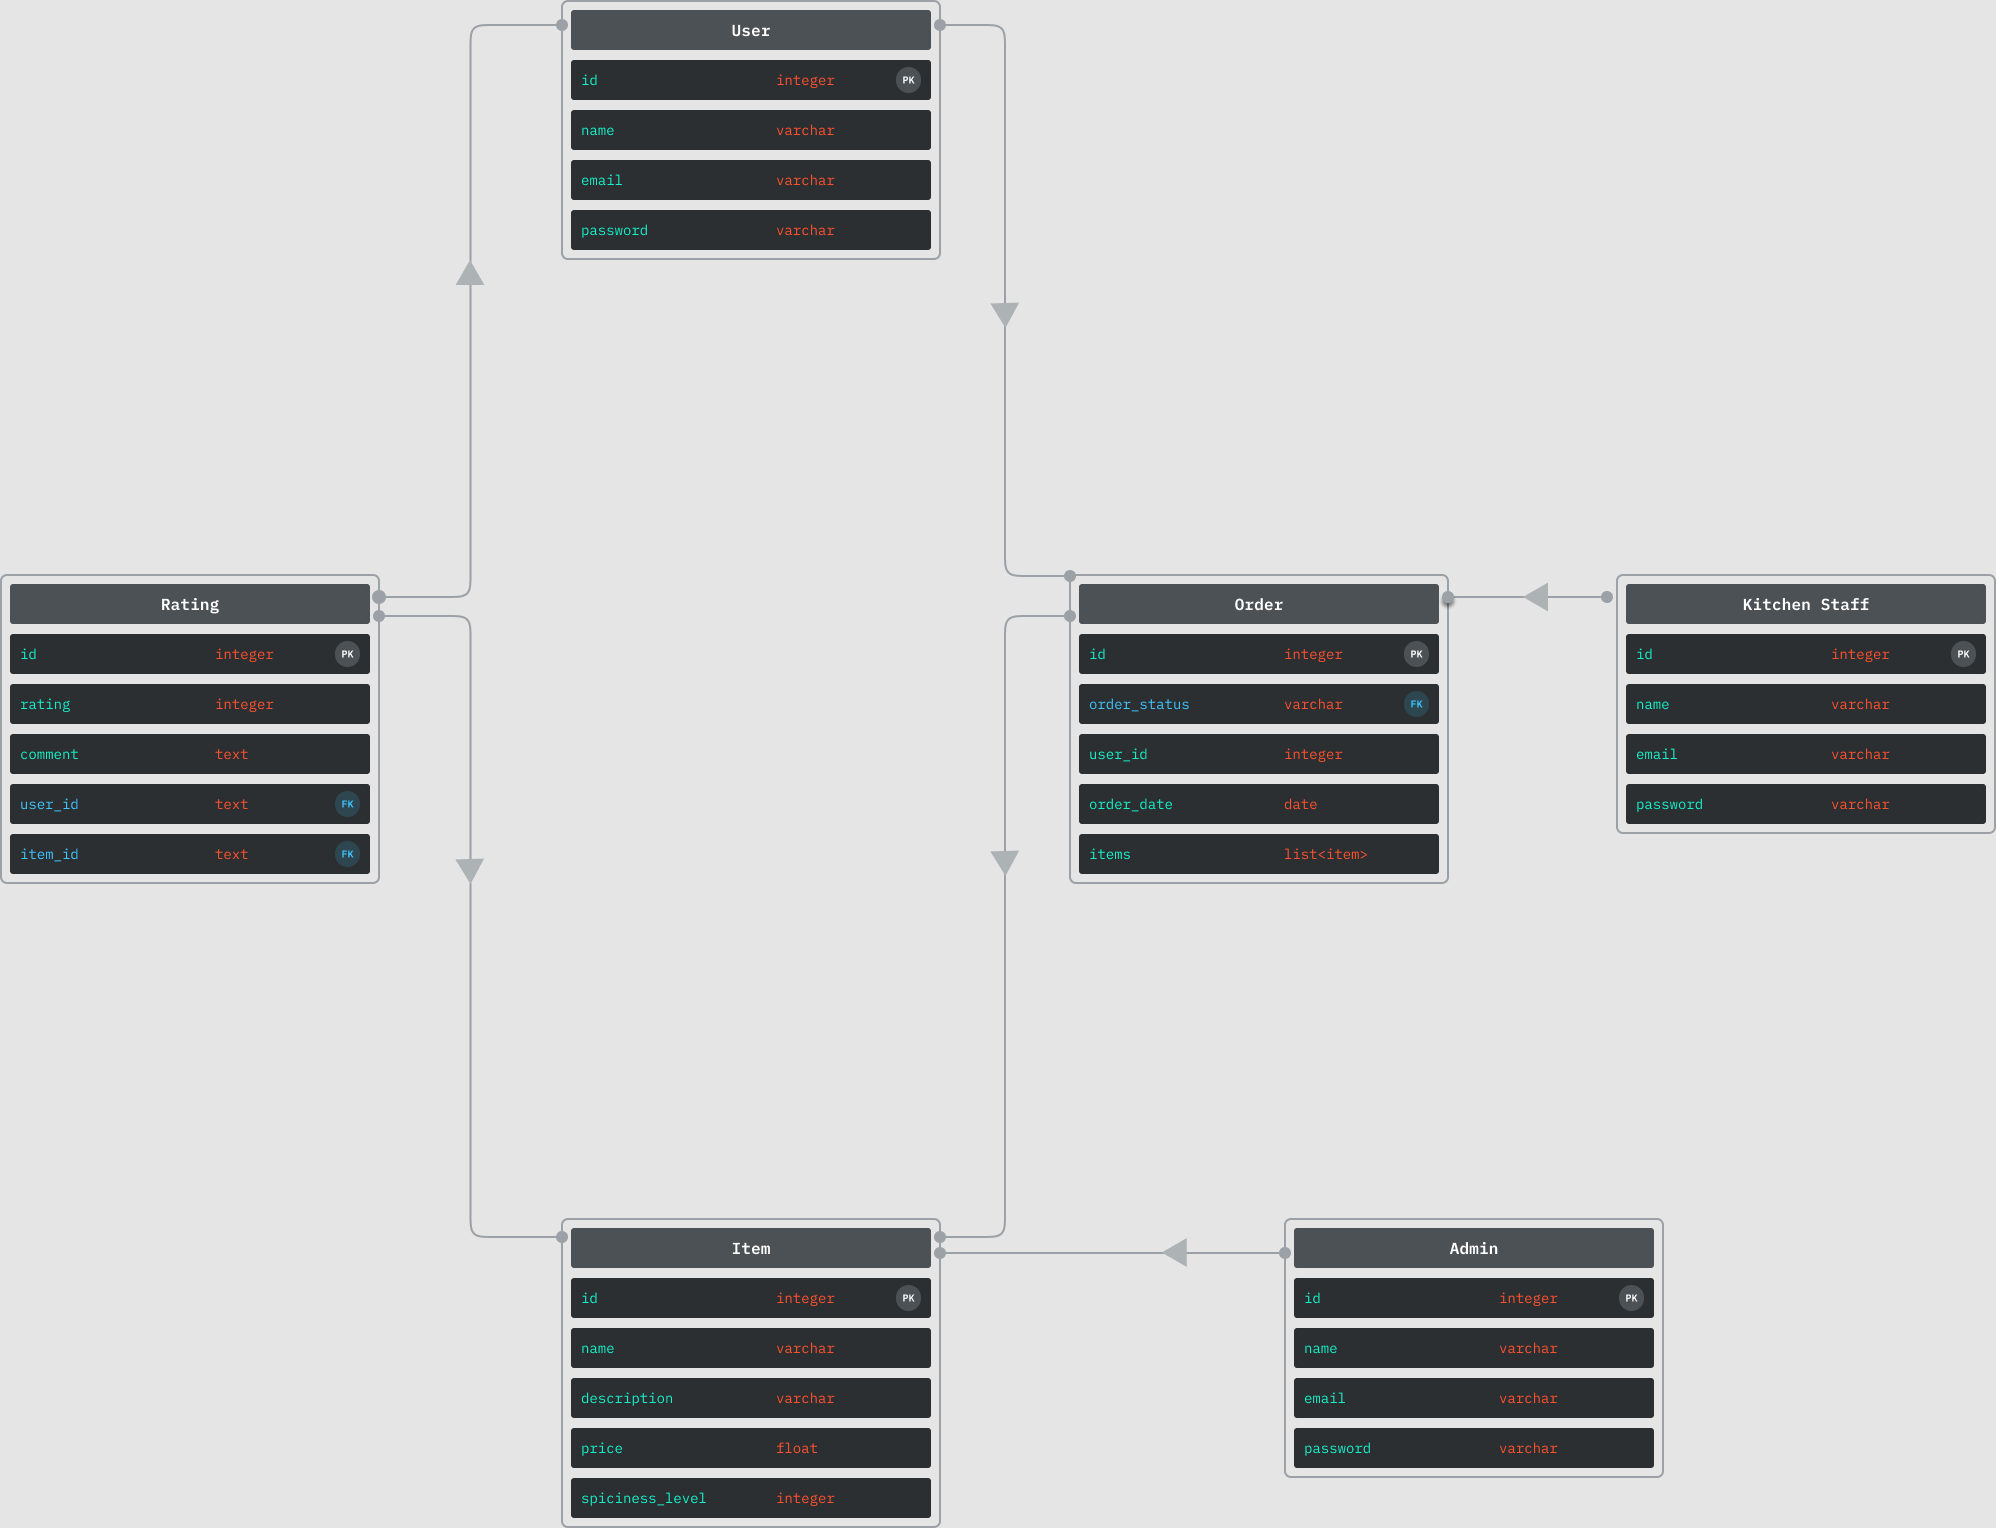 User
id integer PK
name varchar
email varchar
password varchar
Rating
id integer PK
rating integer
comment text
user_id text FK
item_id text FK
Order
id integer PK
order_status varchar FK
user_id integer
order_date date
items list<item>
Kitchen Staff
id integer PK
name varchar
email varchar
password varchar
Item
id integer PK
name varchar
description varchar
price float
spiciness_level integer
Admin
id integer PK
name varchar
email varchar
password varchar